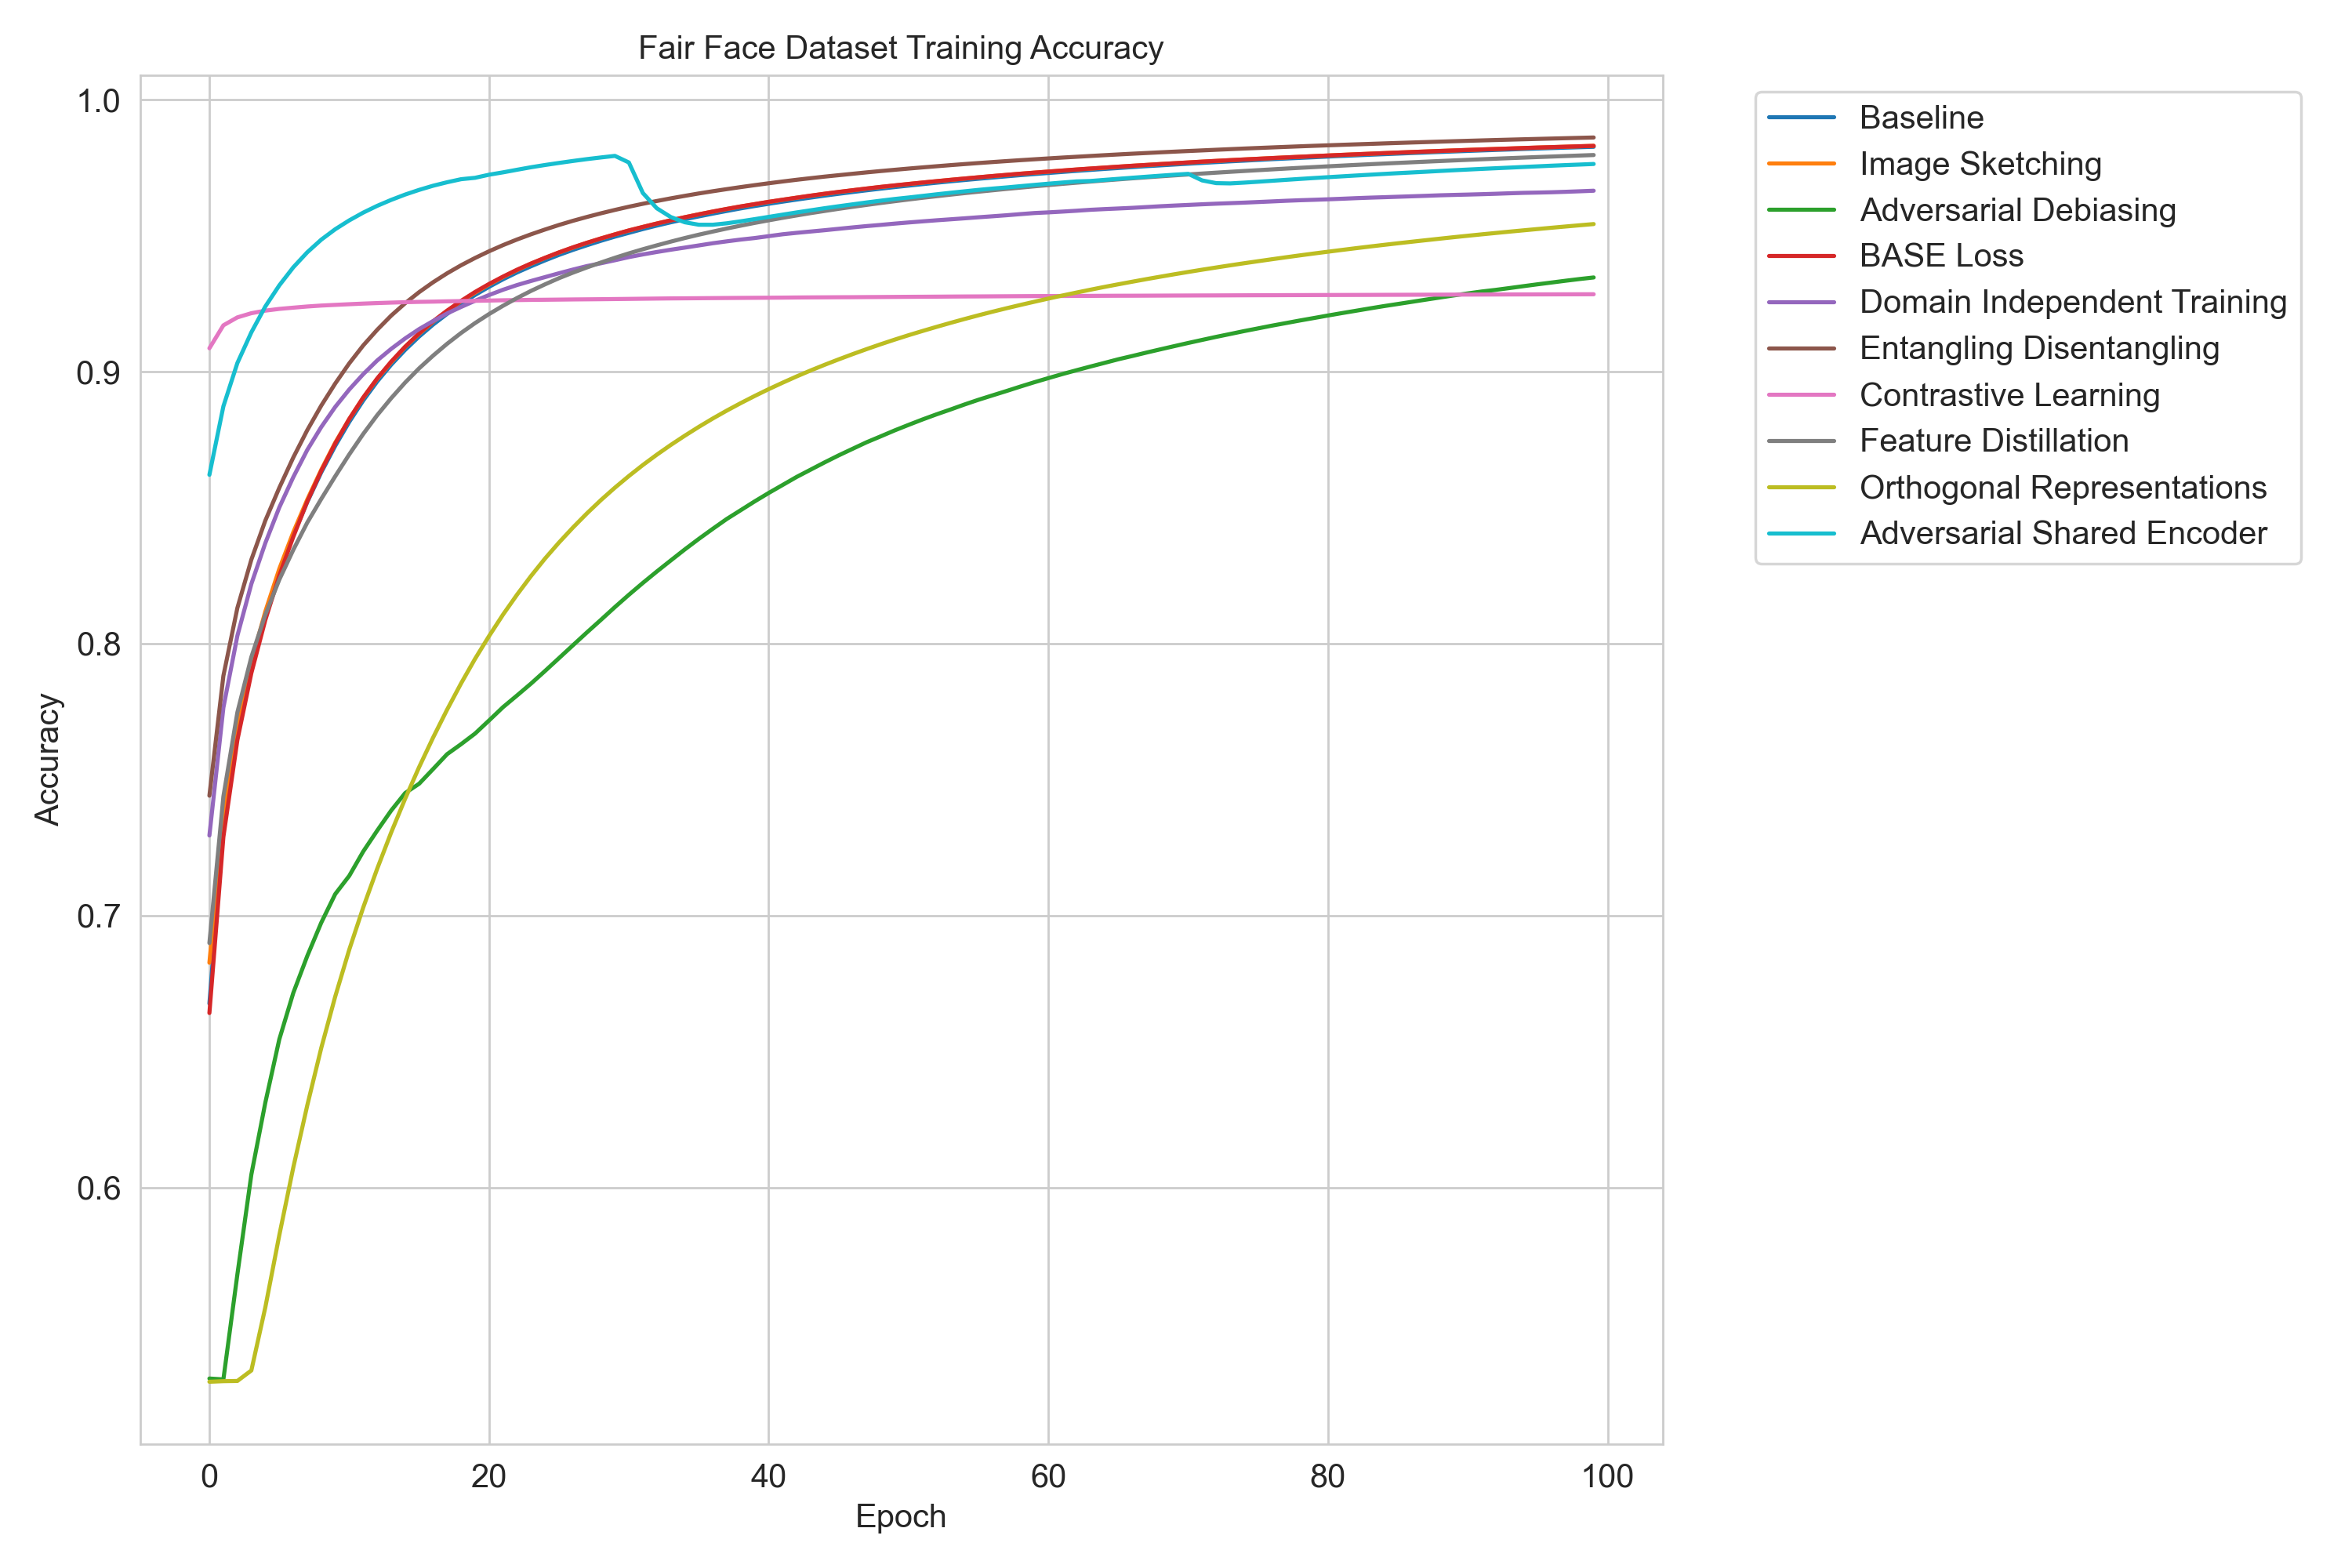 Fair Face Dataset Training Accuracy
1.0
0.9
0.8
0.7
0.6
Accuracy
0
20
40
60
80
100
Epoch
Baseline
Image Sketching
Adversarial Debiasing
BASE Loss
Domain Independent Training
Entangling Disentangling
Contrastive Learning
Feature Distillation
Orthogonal Representations
Adversarial Shared Encoder